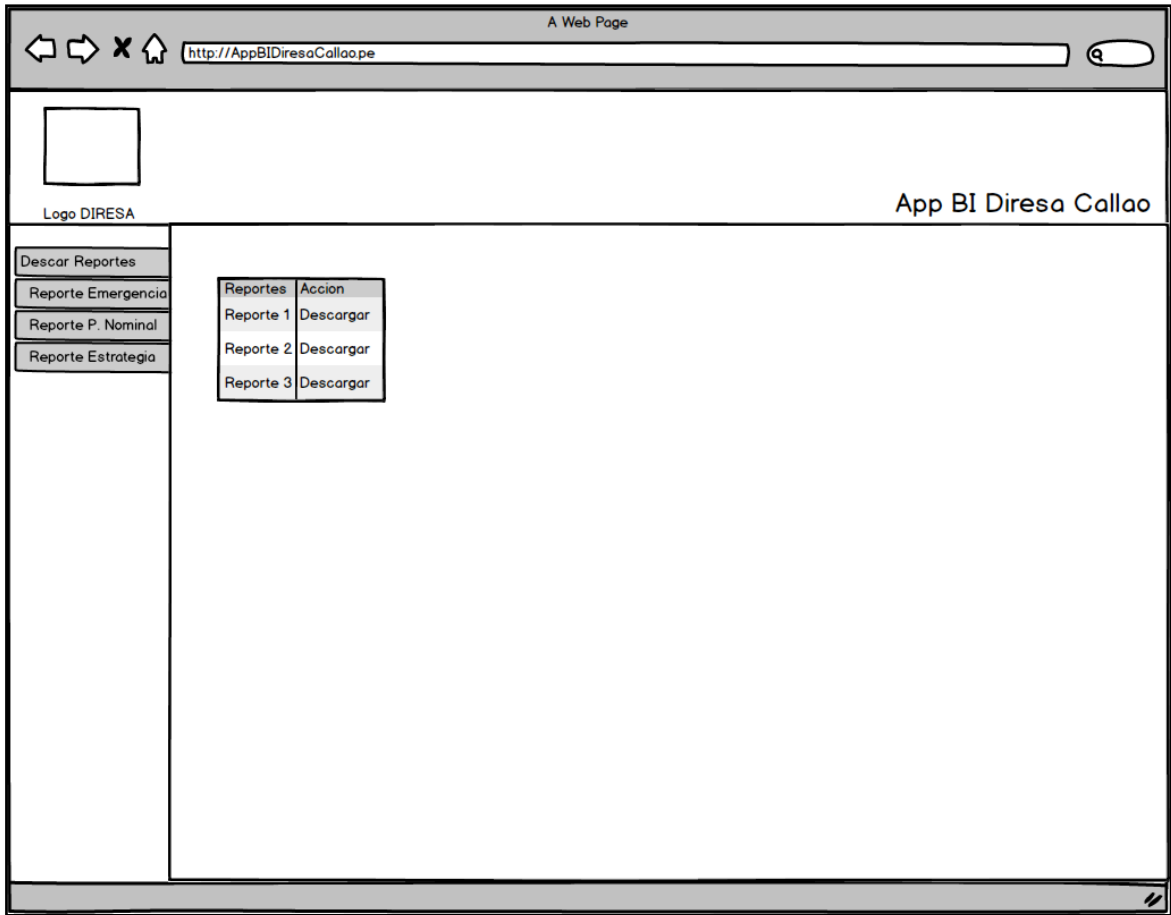 A Web Page
http://AppBIDiresaCallao.pe
Logo DIRESA
App BI Diresa Callao
Descar Reportes
Reporte Emergencia
Reporte P. Nominal
Reporte Estrategia
Reportes Accion
Reporte 1 Descargar
Reporte 2 Descargar
Reporte 3 Descargar